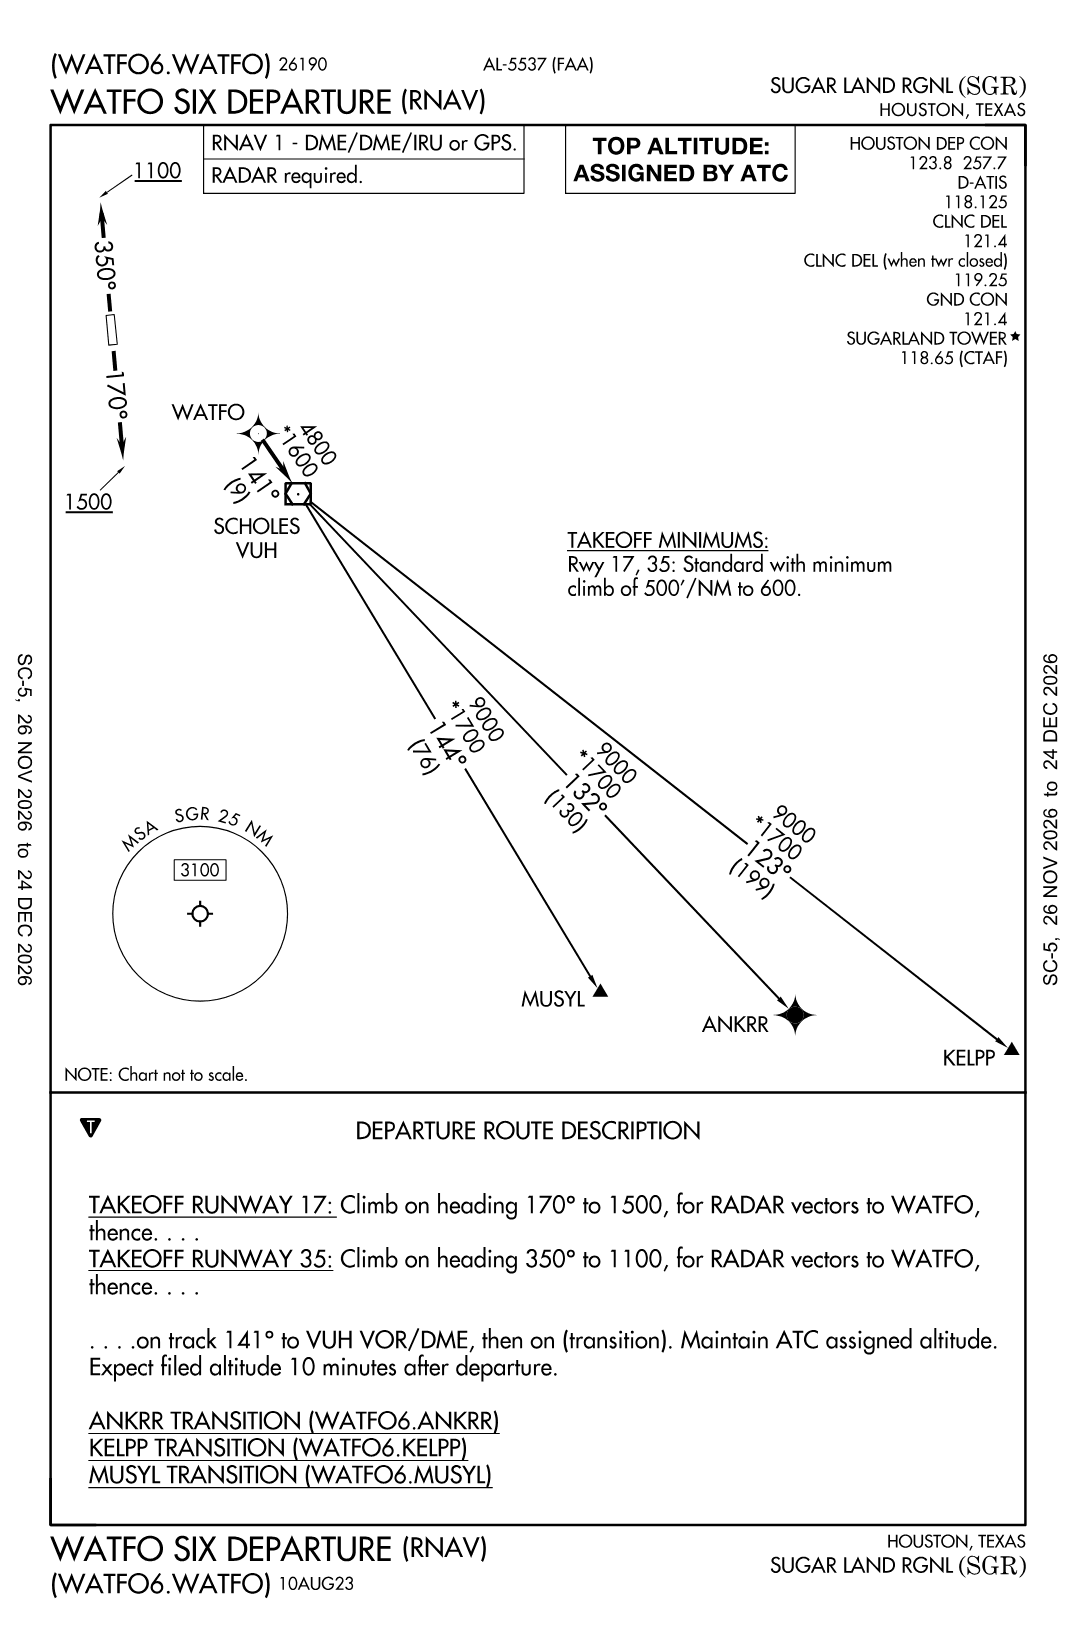 (WATFO6.WATFO) 26190
AL-5537 (FAA)
WATFO SIX DEPARTURE (RNAV)
SUGAR LAND RGNL (SGR)
HOUSTON, TEXAS
RNAV 1 - DME/DME/IRU or GPS.
RADAR required.
TOP ALTITUDE:
ASSIGNED BY ATC
HOUSTON DEP CON
123.8 257.7
D-ATIS
118.125
CLNC DEL
121.4
CLNC DEL (when twr closed)
119.25
GND CON
121.4
SUGARLAND TOWER ★
118.65 (CTAF)
1100
350°
170°
1500
WATFO
4800
*1600
141°
(9)
SCHOLES
VUH
TAKEOFF MINIMUMS:
Rwy 17, 35: Standard with minimum
climb of 500'/NM to 600.
9000
*1700
144°
(76)
9000
*1700
132°
(130)
9000
*1700
123°
(199)
MSA SGR 25 NM
3100
MUSYL
ANKRR
KELPP
NOTE: Chart not to scale.
SC-5, 26 NOV 2026 to 24 DEC 2026
SC-5, 26 NOV 2026 to 24 DEC 2026
T
DEPARTURE ROUTE DESCRIPTION
TAKEOFF RUNWAY 17: Climb on heading 170° to 1500, for RADAR vectors to WATFO,
thence. . . .
TAKEOFF RUNWAY 35: Climb on heading 350° to 1100, for RADAR vectors to WATFO,
thence. . . .
. . . .on track 141° to VUH VOR/DME, then on (transition). Maintain ATC assigned altitude.
Expect filed altitude 10 minutes after departure.
ANKRR TRANSITION (WATFO6.ANKRR)
KELPP TRANSITION (WATFO6.KELPP)
MUSYL TRANSITION (WATFO6.MUSYL)
WATFO SIX DEPARTURE (RNAV)
(WATFO6.WATFO) 10AUG23
HOUSTON, TEXAS
SUGAR LAND RGNL (SGR)